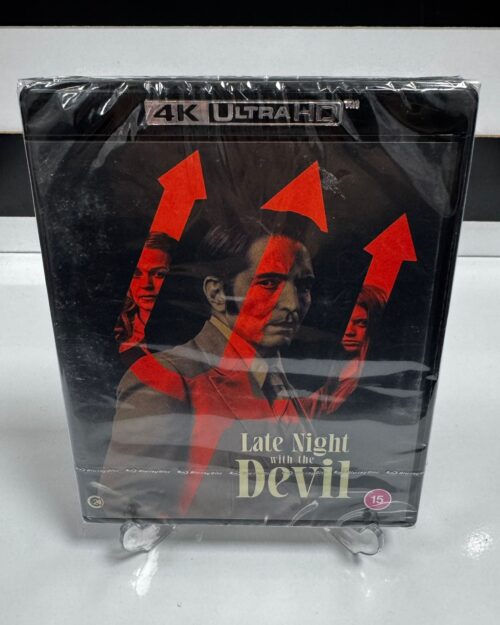 4K ULTRA HD
Late Night
with the
Devil
15